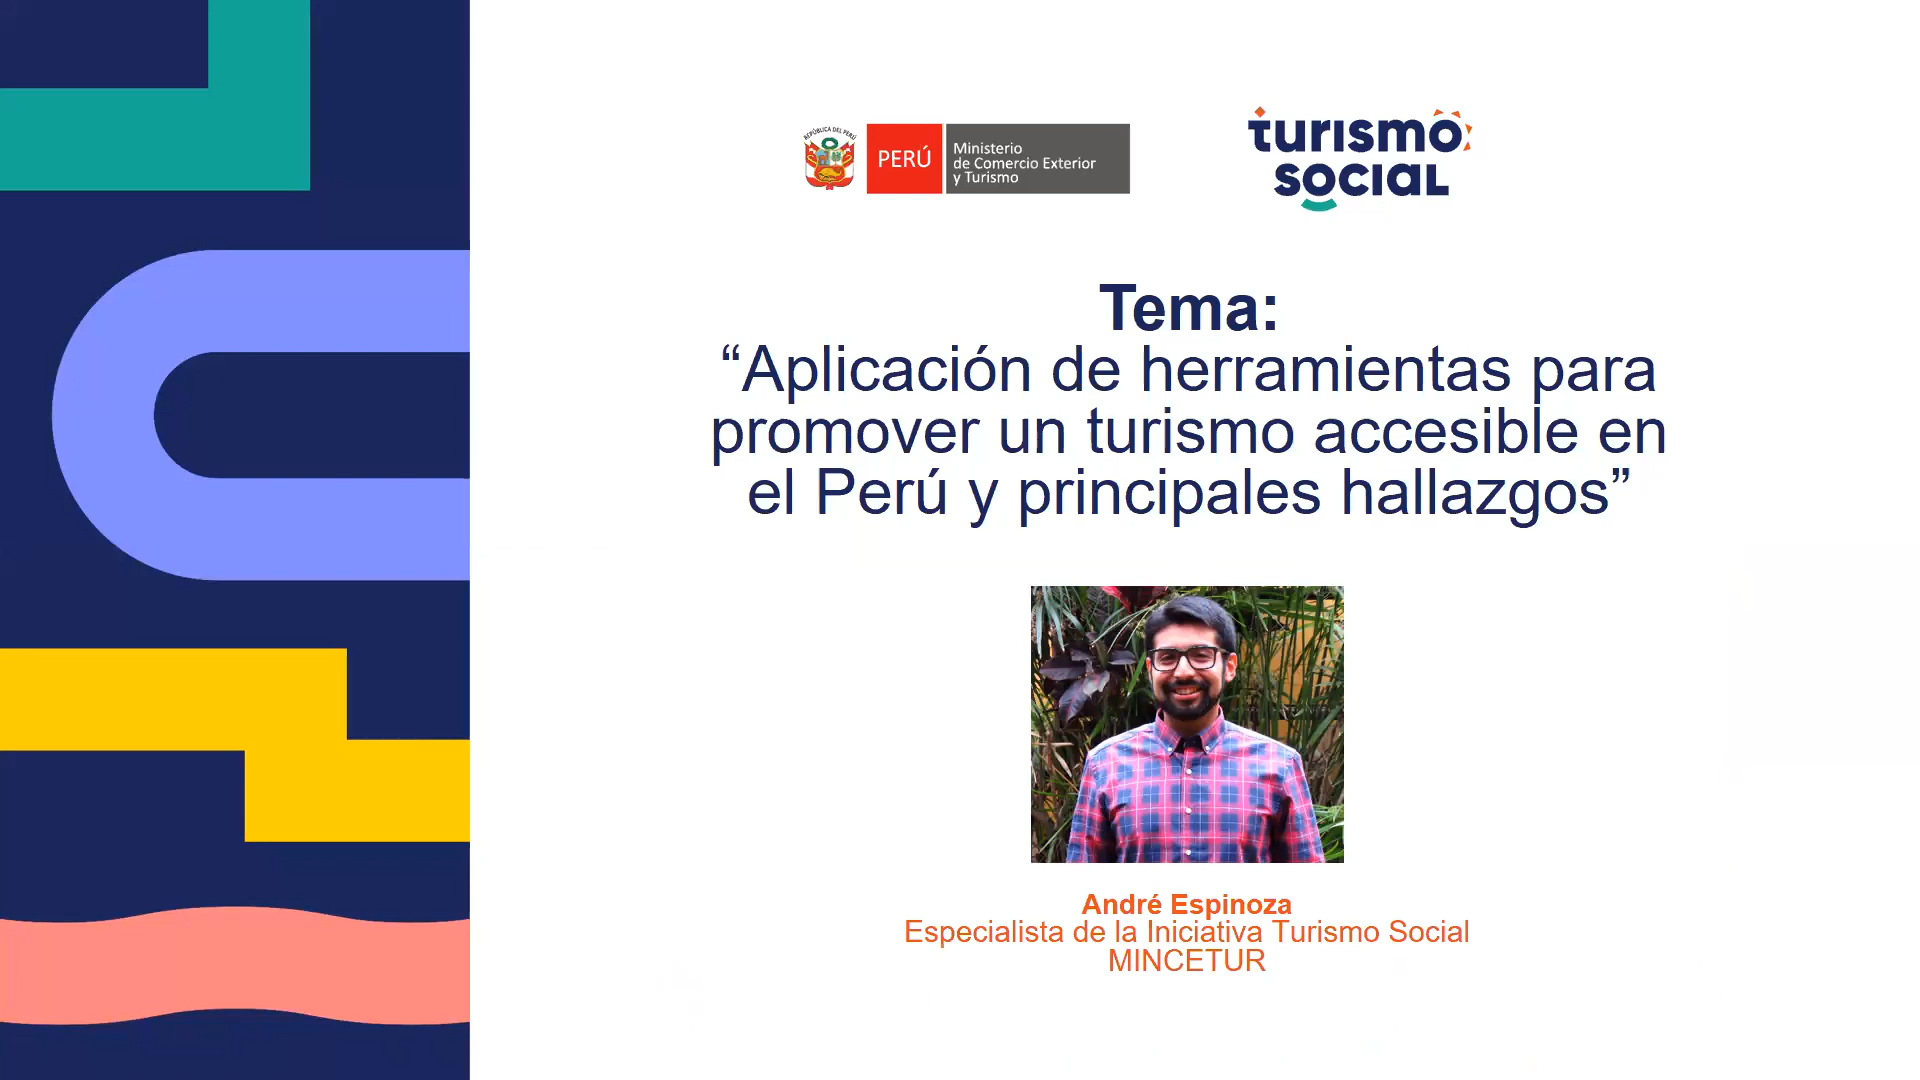 REPÚBLICA DEL PERÚ
PERÚ
Ministerio
de Comercio Exterior
y Turismo
turismo
social
Tema:
“Aplicación de herramientas para
promover un turismo accesible en
el Perú y principales hallazgos”
André Espinoza
Especialista de la Iniciativa Turismo Social
MINCETUR